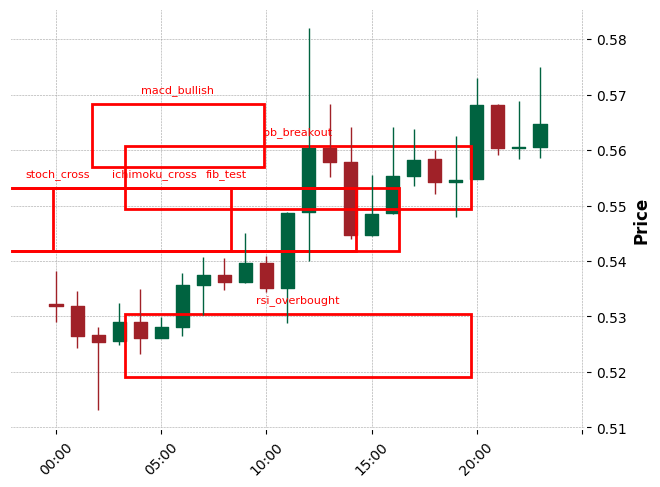 macd_bullish
bb_breakout
stoch_cross
ichimoku_cross
fib_test
rsi_overbought
0.58
0.57
0.56
0.55
0.54
0.53
0.52
0.51
Price
00:00
05:00
10:00
15:00
20:00